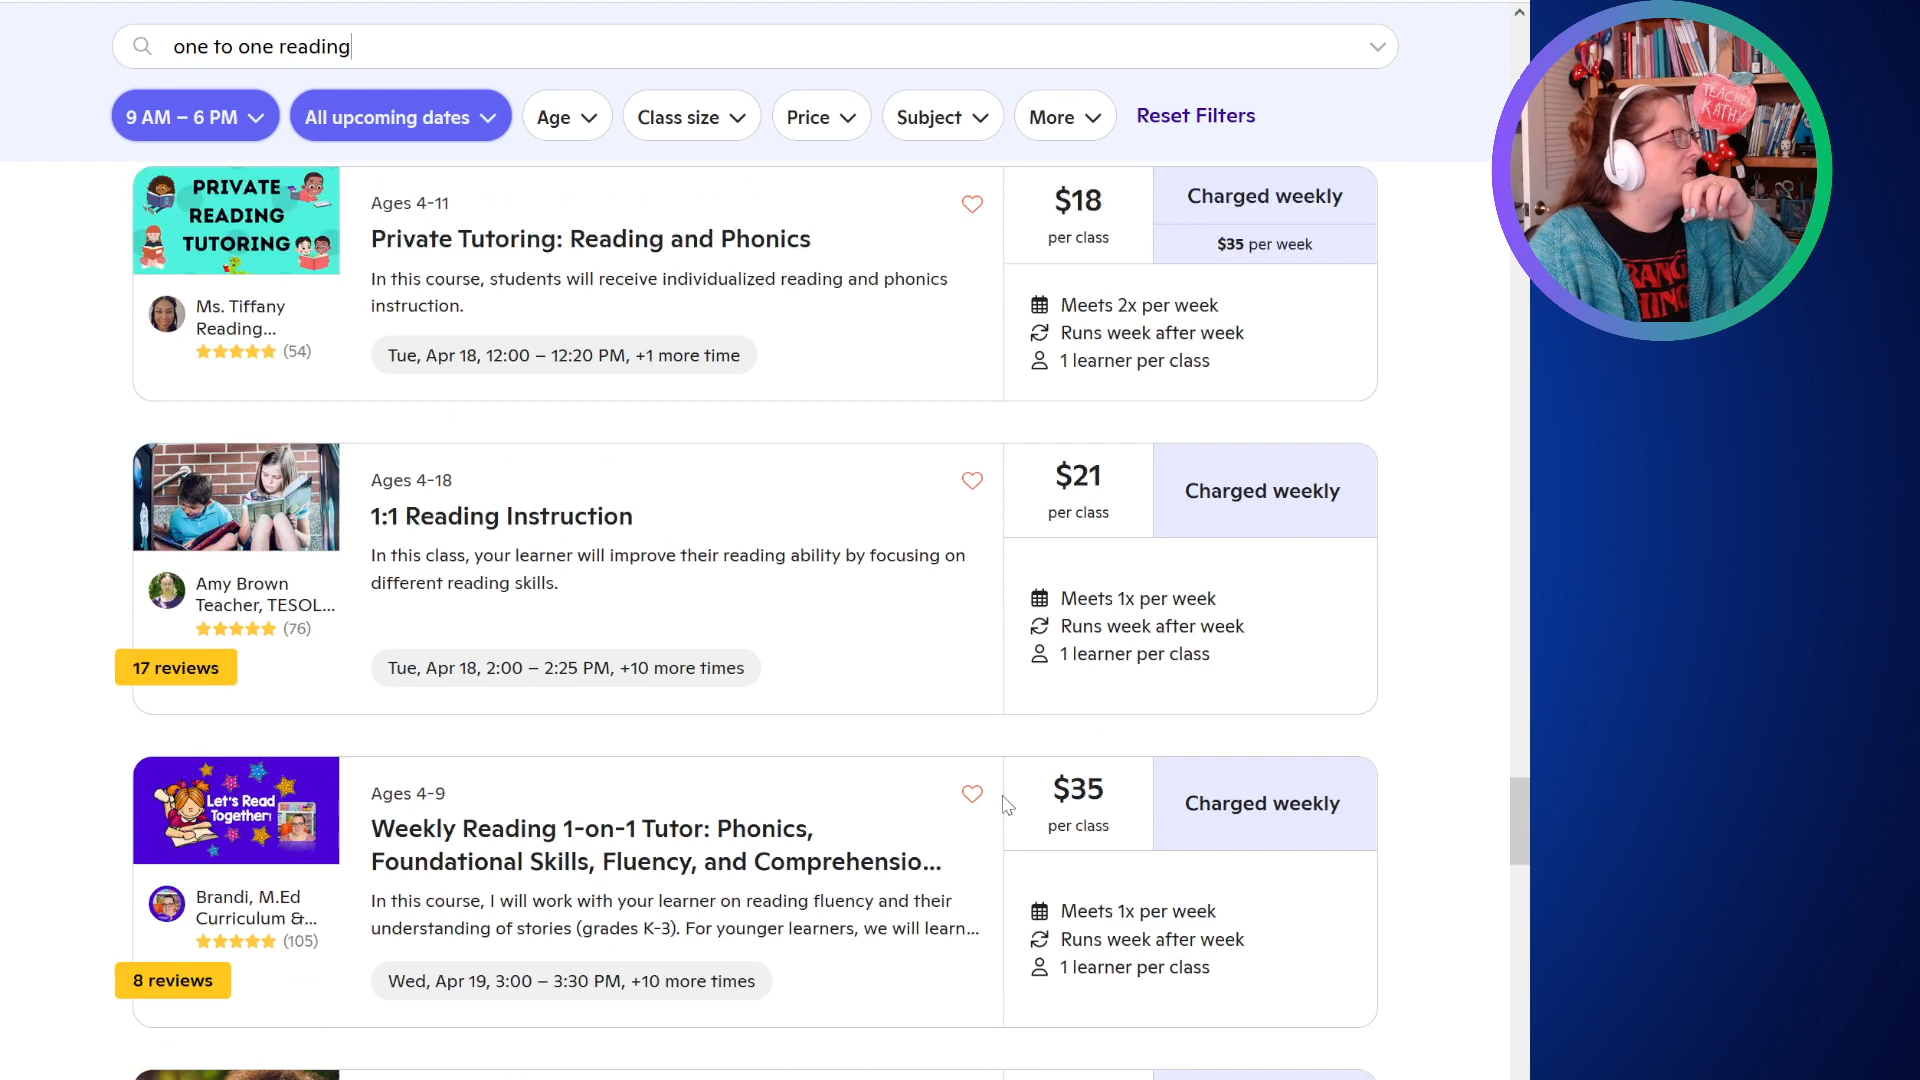 one to one reading
9 AM – 6 PM
All upcoming dates
Age
Class size
Price
Subject
More
Reset Filters
PRIVATE
READING
TUTORING
Ms. Tiffany
Reading...
(54)
Ages 4-11
Private Tutoring: Reading and Phonics
In this course, students will receive individualized reading and phonics
instruction.
Tue, Apr 18, 12:00 – 12:20 PM, +1 more time
$18
per class
Charged weekly
$35 per week
Meets 2x per week
Runs week after week
1 learner per class
Amy Brown
Teacher, TESOL...
(76)
17 reviews
Ages 4-18
1:1 Reading Instruction
In this class, your learner will improve their reading ability by focusing on
different reading skills.
Tue, Apr 18, 2:00 – 2:25 PM, +10 more times
$21
per class
Charged weekly
Meets 1x per week
Runs week after week
1 learner per class
Let's Read
Together!
Brandi, M.Ed
Curriculum &...
(105)
8 reviews
Ages 4-9
Weekly Reading 1-on-1 Tutor: Phonics,
Foundational Skills, Fluency, and Comprehensio...
In this course, I will work with your learner on reading fluency and their
understanding of stories (grades K-3). For younger learners, we will learn...
Wed, Apr 19, 3:00 – 3:30 PM, +10 more times
$35
per class
Charged weekly
Meets 1x per week
Runs week after week
1 learner per class
TEACHER
KATHY